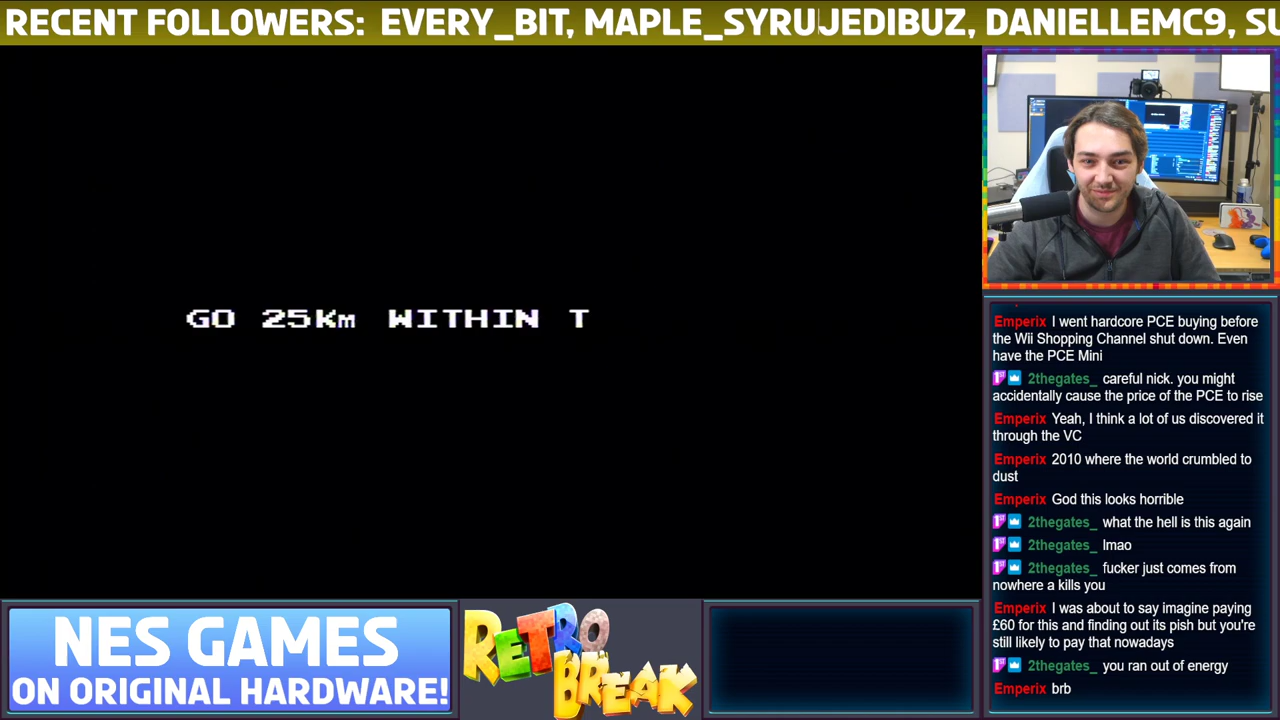 RECENT FOLLOWERS: EVERY_BIT, MAPLE_SYRUJEDIBUZ, DANIELLEMC9, SU
GO 25Km WITHIN T
Emperix I went hardcore PCE buying before
the Wii Shopping Channel shut down. Even
have the PCE Mini
2thegates_ careful nick. you might
accidentally cause the price of the PCE to rise
Emperix Yeah, I think a lot of us discovered it
through the VC
Emperix 2010 where the world crumbled to
dust
Emperix God this looks horrible
2thegates_ what the hell is this again
2thegates_ lmao
2thegates_ fucker just comes from
nowhere a kills you
Emperix I was about to say imagine paying
£60 for this and finding out its pish but you're
still likely to pay that nowadays
2thegates_ you ran out of energy
Emperix brb
NES GAMES
ON ORIGINAL HARDWARE!
RETRO
BREAK